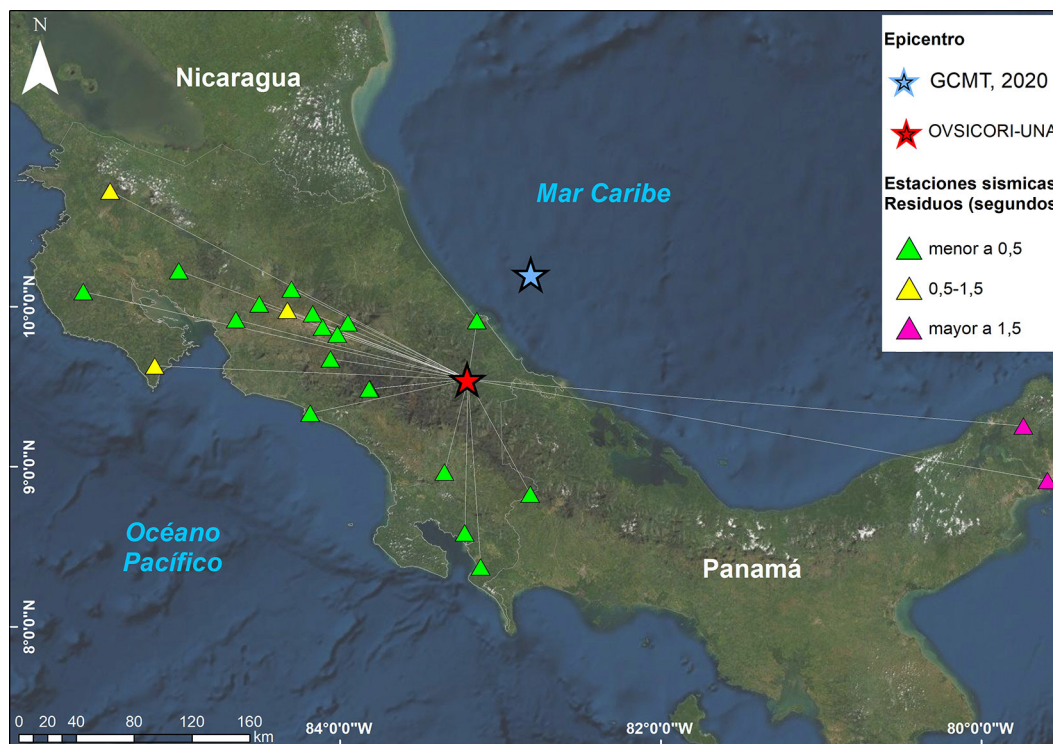 N
Nicaragua
Mar Caribe
Océano
Pacífico
Panamá
Epicentro
GCMT, 2020
OVSICORI-UNA
Estaciones sismicas
Residuos (segundos
menor a 0,5
0,5-1,5
mayor a 1,5
10°0'0"N
9°0'0"N
8°0'0"N
0 20 40 80 120 160
km
84°0'0"W
82°0'0"W
80°0'0"W